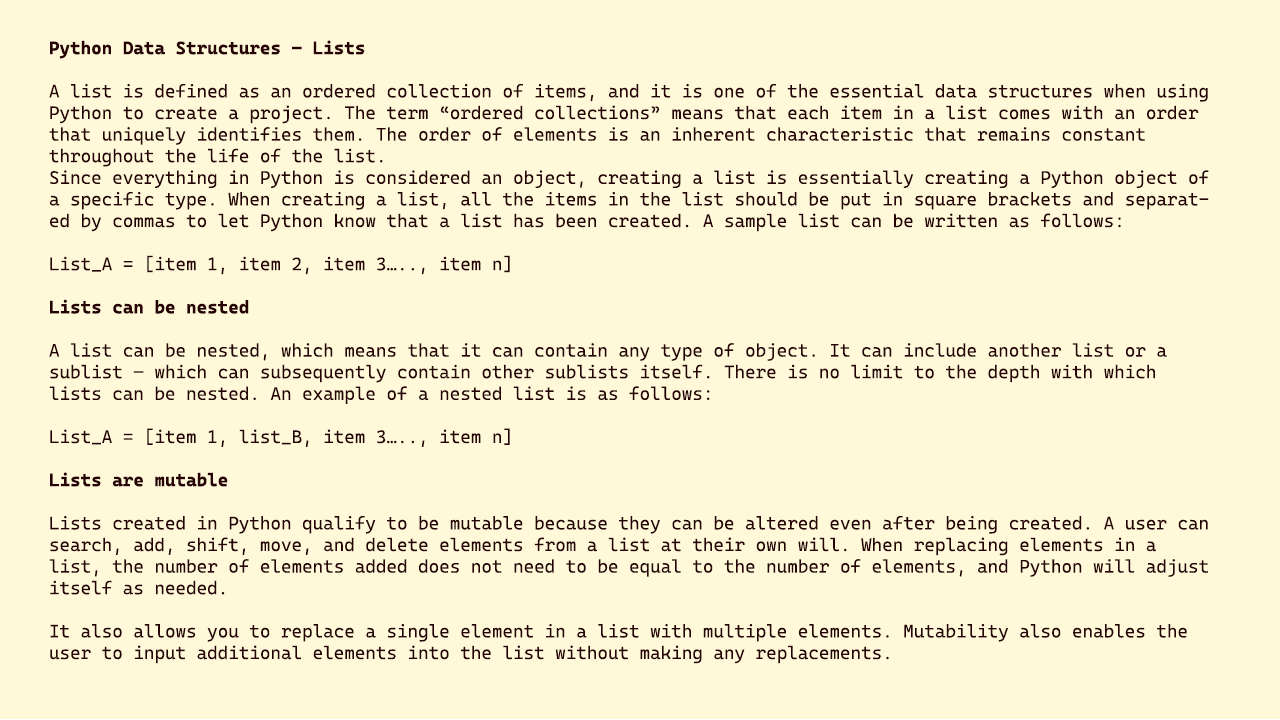 Python Data Structures – Lists
A list is defined as an ordered collection of items, and it is one of the essential data structures when using
Python to create a project. The term “ordered collections” means that each item in a list comes with an order
that uniquely identifies them. The order of elements is an inherent characteristic that remains constant
throughout the life of the list.
Since everything in Python is considered an object, creating a list is essentially creating a Python object of
a specific type. When creating a list, all the items in the list should be put in square brackets and separat-
ed by commas to let Python know that a list has been created. A sample list can be written as follows:
List_A = [item 1, item 2, item 3….., item n]
Lists can be nested
A list can be nested, which means that it can contain any type of object. It can include another list or a
sublist – which can subsequently contain other sublists itself. There is no limit to the depth with which
lists can be nested. An example of a nested list is as follows:
List_A = [item 1, list_B, item 3….., item n]
Lists are mutable
Lists created in Python qualify to be mutable because they can be altered even after being created. A user can
search, add, shift, move, and delete elements from a list at their own will. When replacing elements in a
list, the number of elements added does not need to be equal to the number of elements, and Python will adjust
itself as needed.
It also allows you to replace a single element in a list with multiple elements. Mutability also enables the
user to input additional elements into the list without making any replacements.